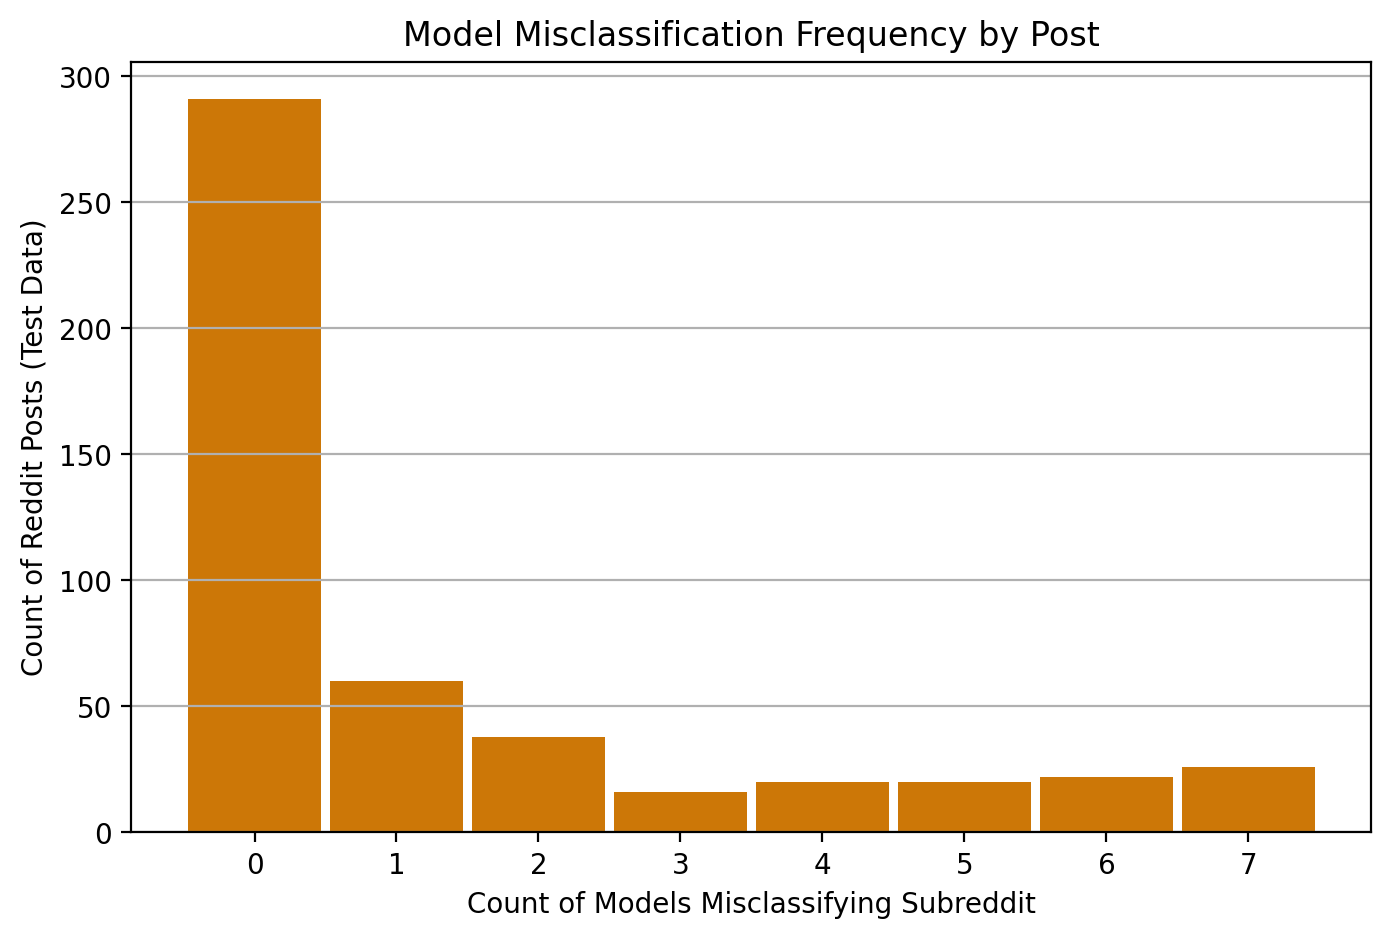 Model Misclassification Frequency by Post
Count of Reddit Posts (Test Data)
300
250
200
150
100
50
0
0 1 2 3 4 5 6 7
Count of Models Misclassifying Subreddit